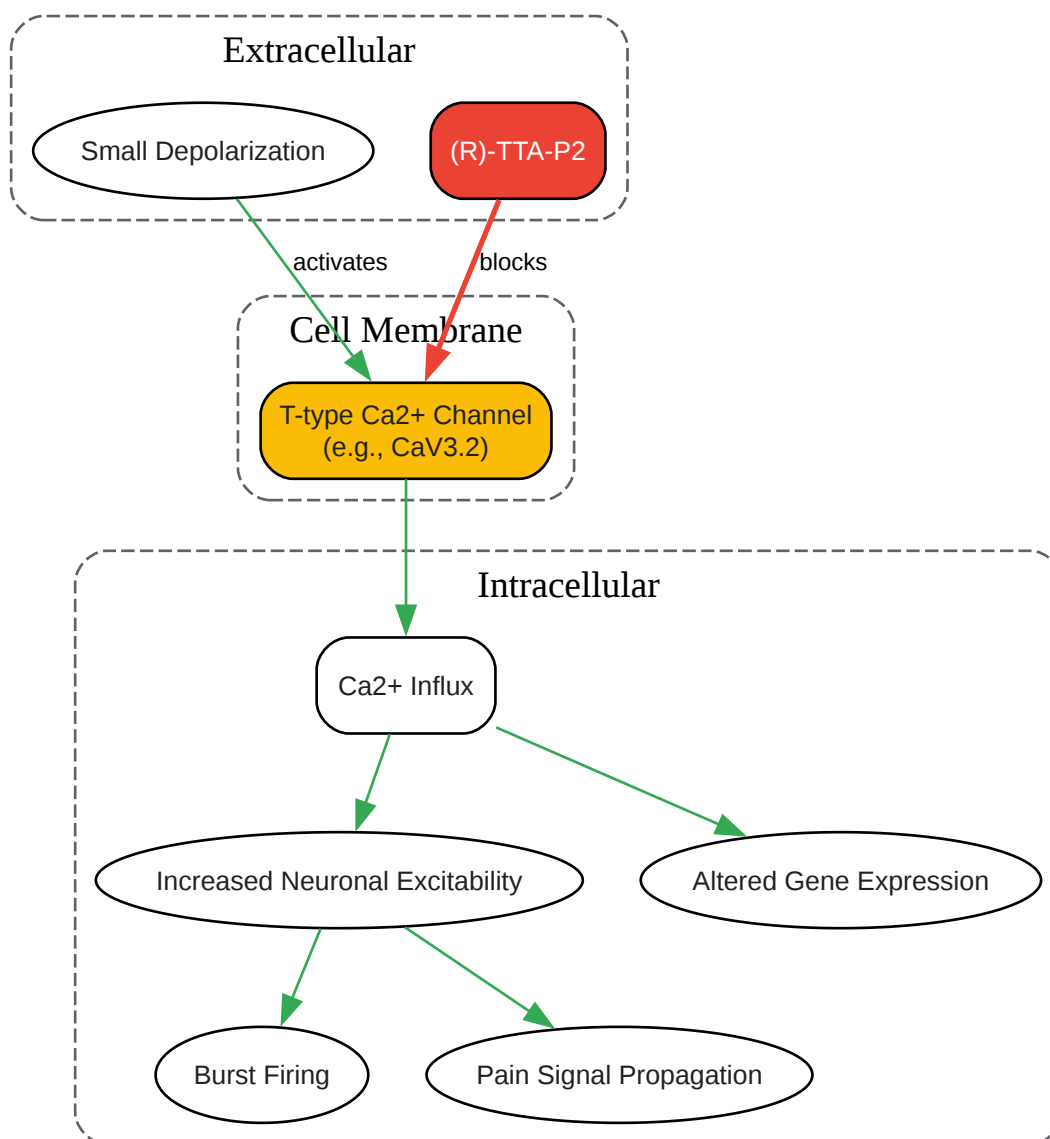 Extracellular
Small Depolarization
(R)-TTA-P2
activates
blocks
Cell Membrane
T-type Ca2+ Channel
(e.g., CaV3.2)
Intracellular
Ca2+ Influx
Increased Neuronal Excitability
Altered Gene Expression
Burst Firing
Pain Signal Propagation